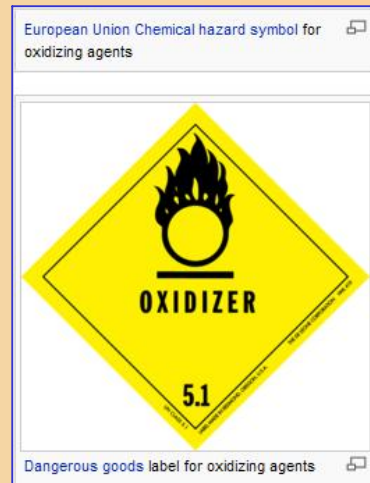 European Union Chemical hazard symbol for
oxidizing agents
OXIDIZER
5.1
Dangerous goods label for oxidizing agents